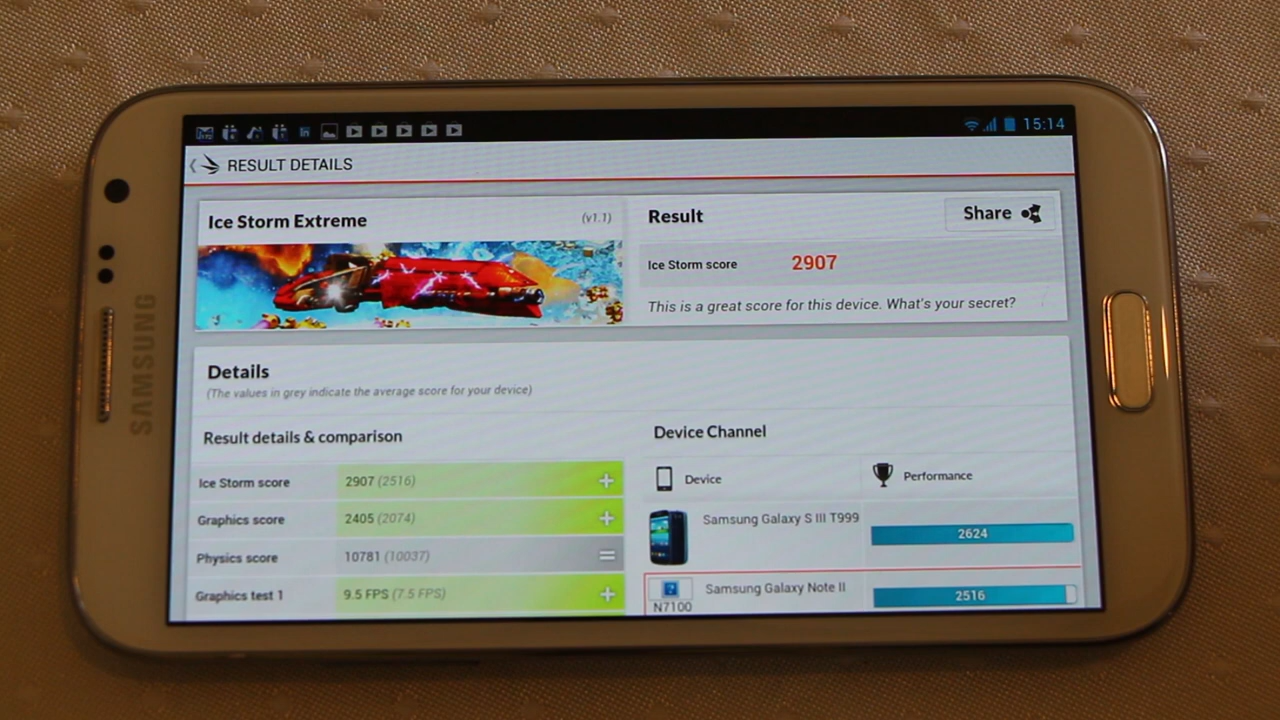 15:14
RESULT DETAILS
Ice Storm Extreme (v1.1)
Result
Share
Ice Storm score 2907
This is a great score for this device. What's your secret?
SAMSUNG
Details
(The values in grey indicate the average score for your device)
Result details & comparison
Ice Storm score 2907 (2516) +
Graphics score 2405 (2074) +
Physics score 10781 (10037) =
Graphics test 1 9.5 FPS (7.5 FPS) +
Device Channel
Device Performance
Samsung Galaxy S III T999 2624
Samsung Galaxy Note II 2516
N7100